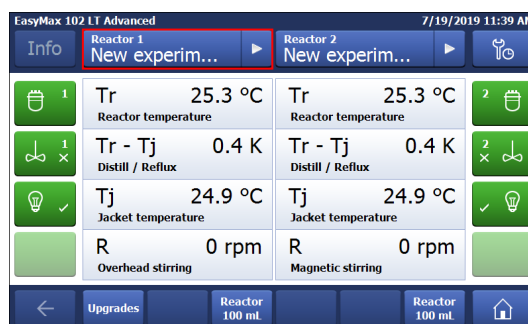 EasyMax 102 LT Advanced 7/19/2019 11:39 AM
Info
Reactor 1
New experim...
Reactor 2
New experim...
1
Tr 25.3 °C
Reactor temperature
Tr 25.3 °C
Reactor temperature
2
1
Tr - Tj 0.4 K
Distill / Reflux
Tr - Tj 0.4 K
Distill / Reflux
2
Tj 24.9 °C
Jacket temperature
Tj 24.9 °C
Jacket temperature
R 0 rpm
Overhead stirring
R 0 rpm
Magnetic stirring
Upgrades
Reactor
100 mL
Reactor
100 mL